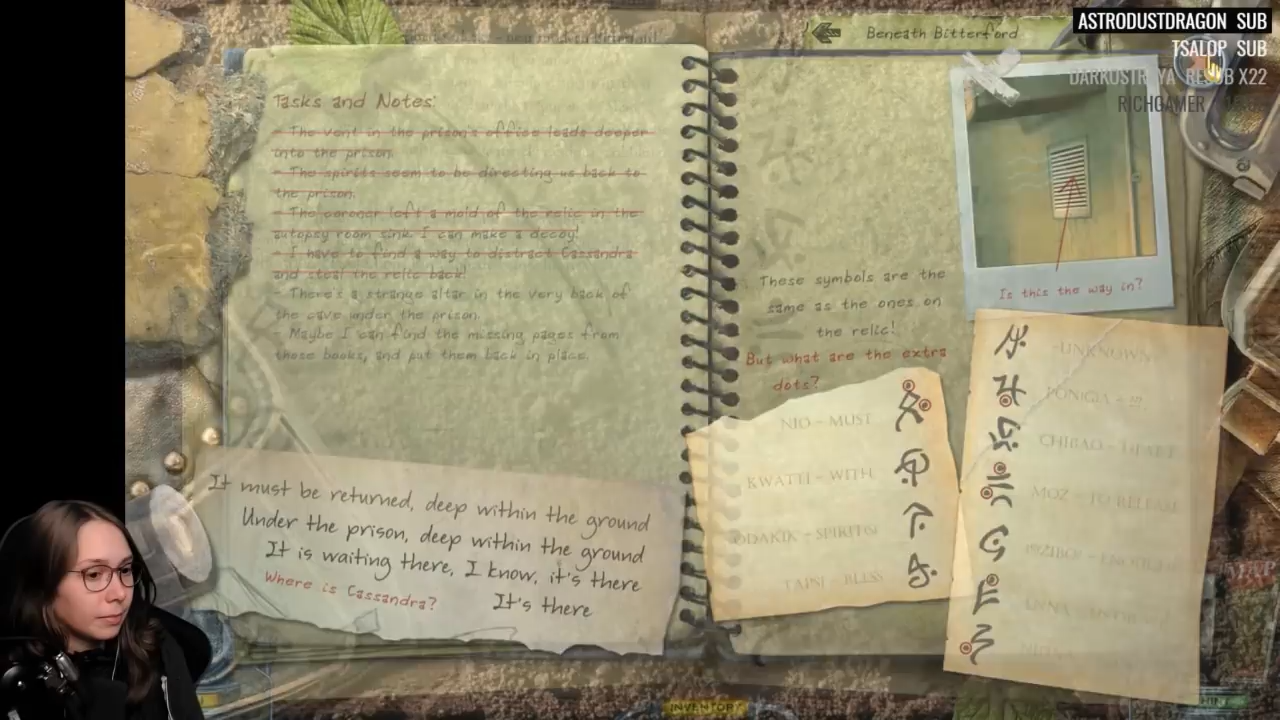 ASTRODUSTDRAGON SUB
TSALOP SUB
X22
RICHGAMER
Beneath Bitterford
Tasks and Notes:
- The vent in the prison's office leads deeper
into the prison.
- The spirits seem to be directing us back to
the prison.
- The coroner left a mold of the relic in the
autopsy room sink. I can make a decoy!
- I have to find a way to distract Cassandra
and steal the relic back!
- There's a strange altar in the very back of
the cave under the prison.
- Maybe I can find the missing pages from
those books, and put them back in place.
It must be returned, deep within the ground
Under the prison, deep within the ground
It is waiting there, I know, it's there
It's there
Where is Cassandra?
Is this the way in?
These symbols are the
same as the ones on
the relic!
But what are the extra
dots?
NIO - MUST
KWATTI - WITH
SPIRIT(S)
BLESS
-UNKNOWN-
PONIGIA - ???
CHIBAO - HEART
MOZ - TO RELEASE
INVENTORY
HINT